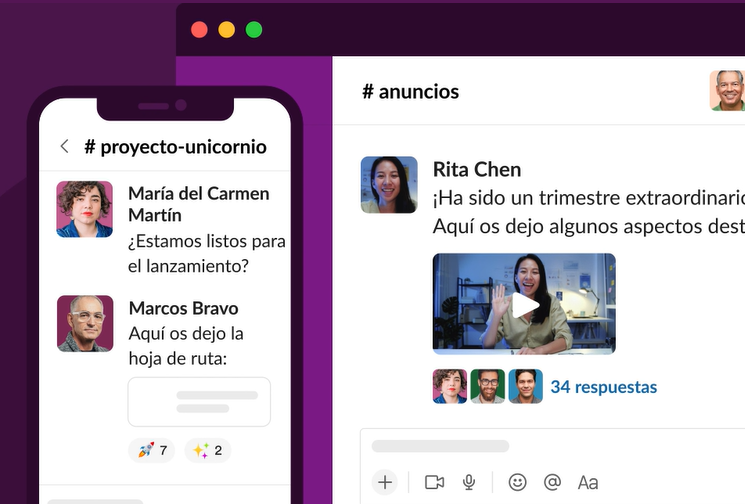 # proyecto-unicornio
María del Carmen
Martín
¿Estamos listos para
el lanzamiento?
Marcos Bravo
Aquí os dejo la
hoja de ruta:
7
2
# anuncios
Rita Chen
¡Ha sido un trimestre extraordinario
Aquí os dejo algunos aspectos dest
34 respuestas
@
Aa